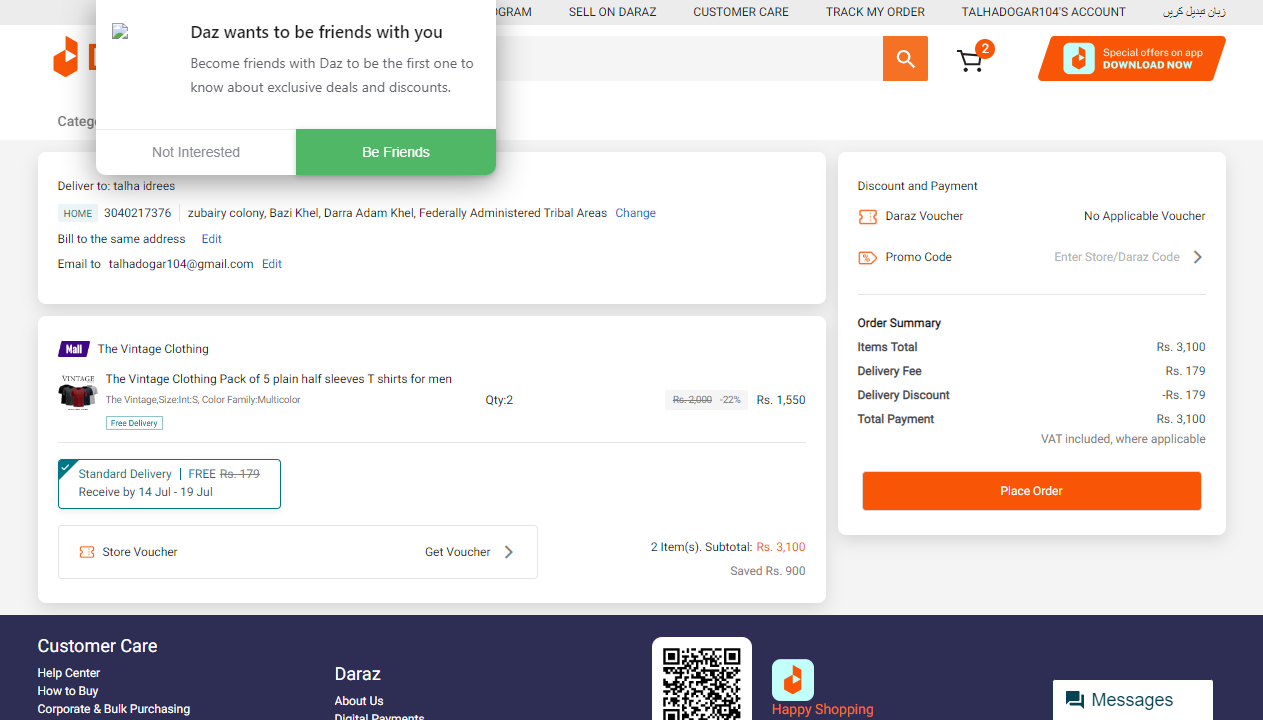 OGRAM
SELL ON DARAZ
CUSTOMER CARE
TRACK MY ORDER
TALHADOGAR104'S ACCOUNT
زبان تبدیل کریں
Daz wants to be friends with you
Become friends with Daz to be the first one to
know about exclusive deals and discounts.
Not Interested
Be Friends
2
Special offers on app
DOWNLOAD NOW
Categ
Deliver to: talha idrees
HOME 3040217376 zubairy colony, Bazi Khel, Darra Adam Khel, Federally Administered Tribal Areas Change
Bill to the same address Edit
Email to talhadogar104@gmail.com Edit
Mall The Vintage Clothing
VINTAGE
The Vintage Clothing Pack of 5 plain half sleeves T shirts for men
The Vintage,Size:Int:S, Color Family:Multicolor
Free Delivery
Qty:2
Rs. 2,000 -22% Rs. 1,550
Standard Delivery | FREE Rs. 179
Receive by 14 Jul - 19 Jul
Store Voucher Get Voucher
2 Item(s). Subtotal: Rs. 3,100
Saved Rs. 900
Discount and Payment
Daraz Voucher No Applicable Voucher
Promo Code Enter Store/Daraz Code
Order Summary
Items Total Rs. 3,100
Delivery Fee Rs. 179
Delivery Discount -Rs. 179
Total Payment Rs. 3,100
VAT included, where applicable
Place Order
Customer Care
Help Center
How to Buy
Corporate & Bulk Purchasing
Daraz
About Us
Digital Payments
Happy Shopping
Messages